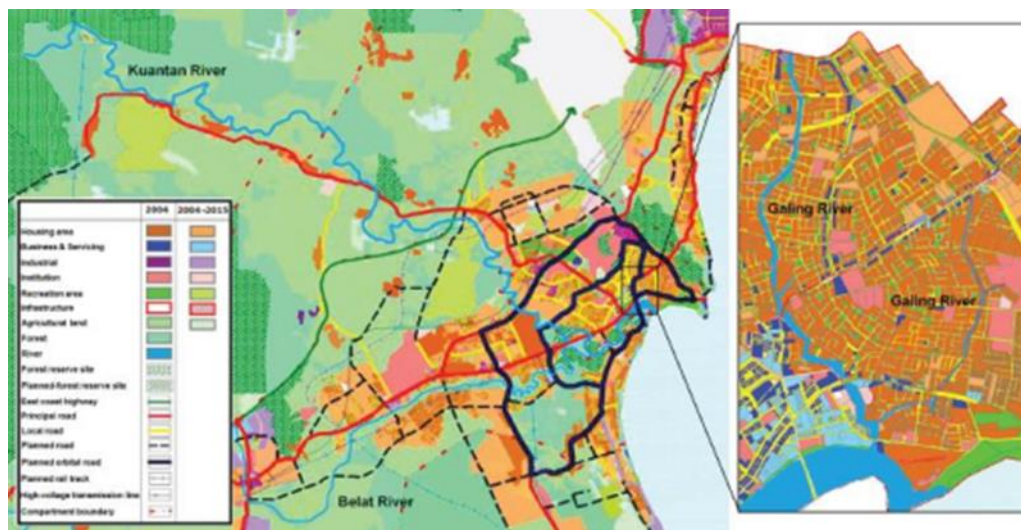 Kuantan River
Galing River
Galing River
Belat River
2004
2004-2015
Housing area
Business & Servicing
Industrial
Institution
Recreation area
Infrastructure
Agricultural land
Forest
River
Forest reserve site
Planned forest reserve site
East coast highway
Principal road
Local road
Planned road
Planned orbital road
Planned rail track
High-voltage transmission line
Compartment boundary